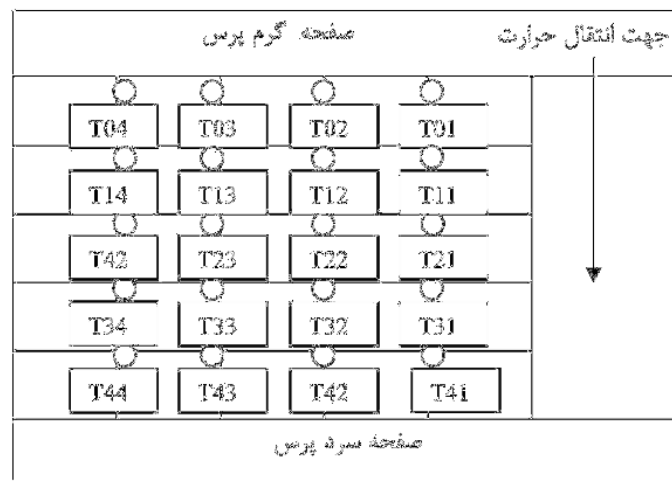 صفحه گرم پرس
جهت انتقال حرارت
T04 T03 T02 T01
T14 T13 T12 T11
T42 T23 T22 T21
T34 T33 T32 T31
T44 T43 T42 T41
صفحه سرد پرس